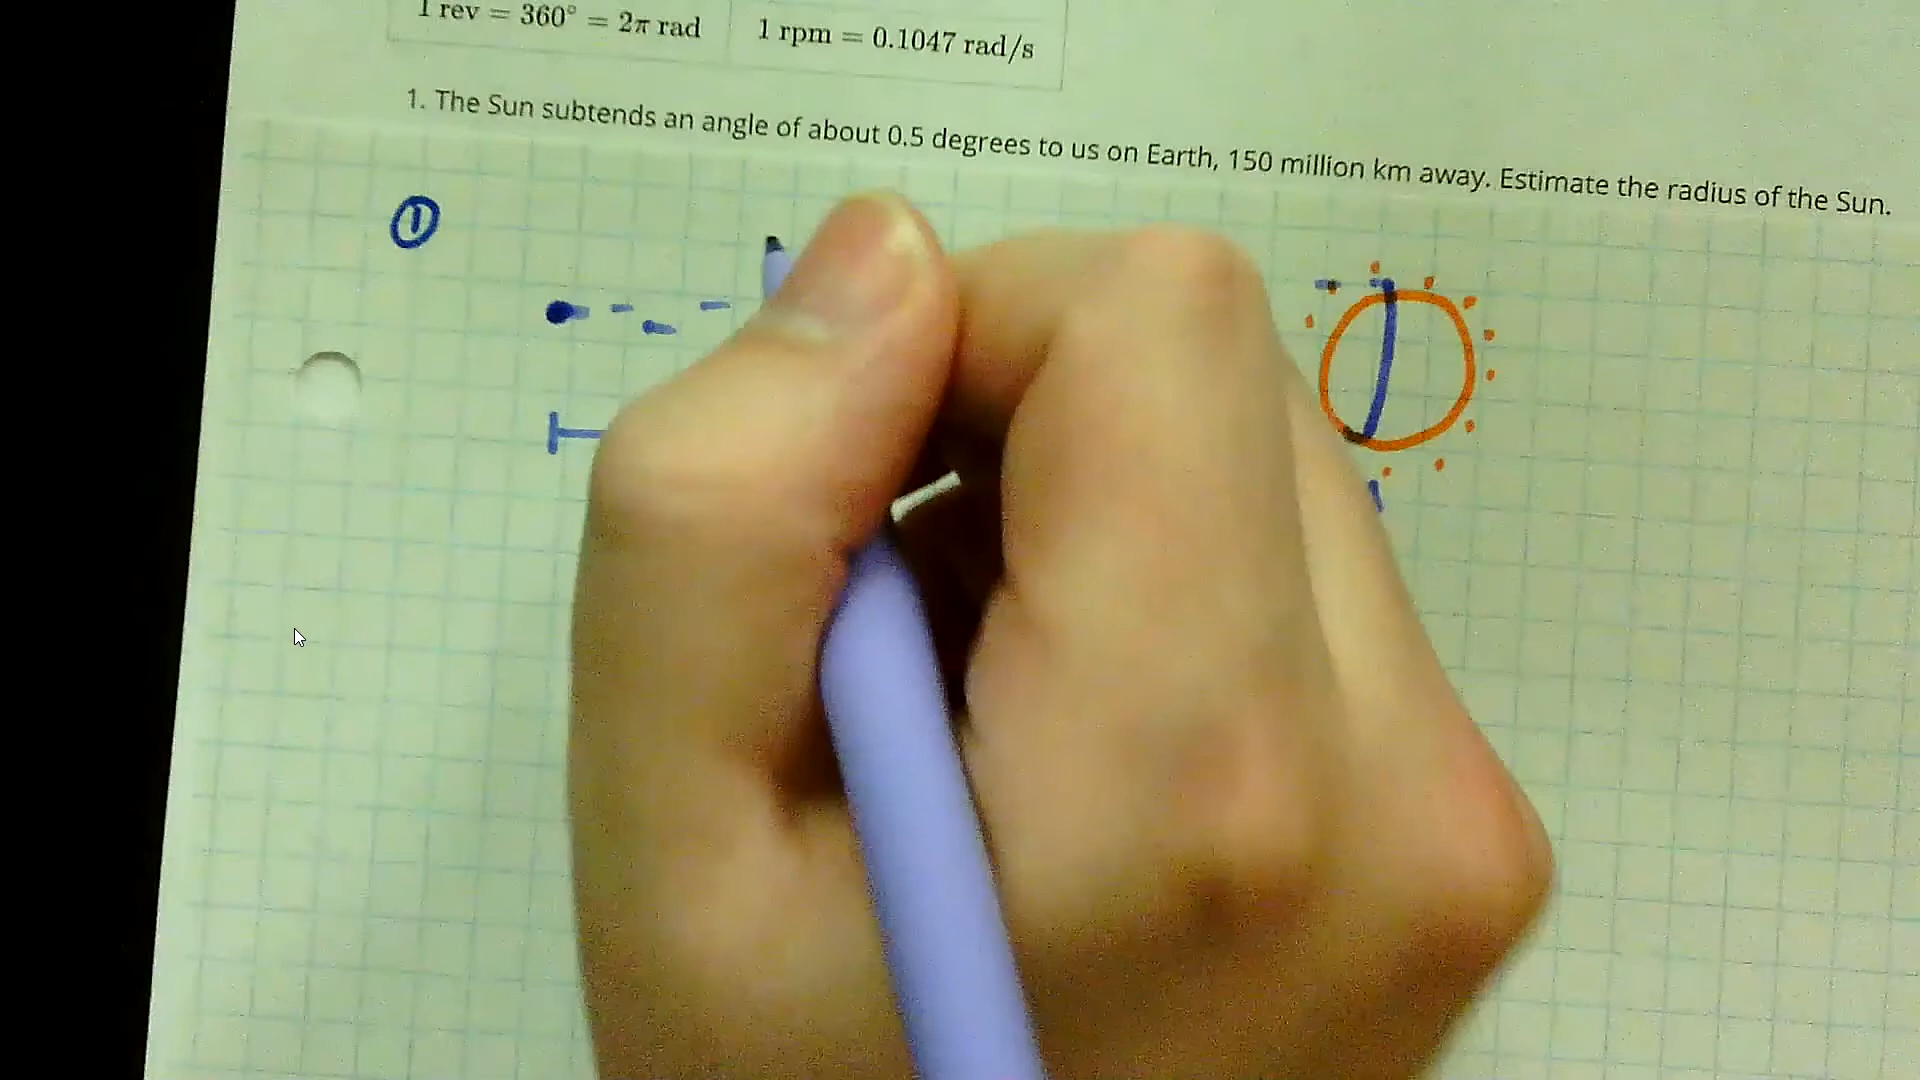 1 rev = 360° = 2π rad
1 rpm = 0.1047 rad/s
1. The Sun subtends an angle of about 0.5 degrees to us on Earth, 150 million km away. Estimate the radius of the Sun.
①